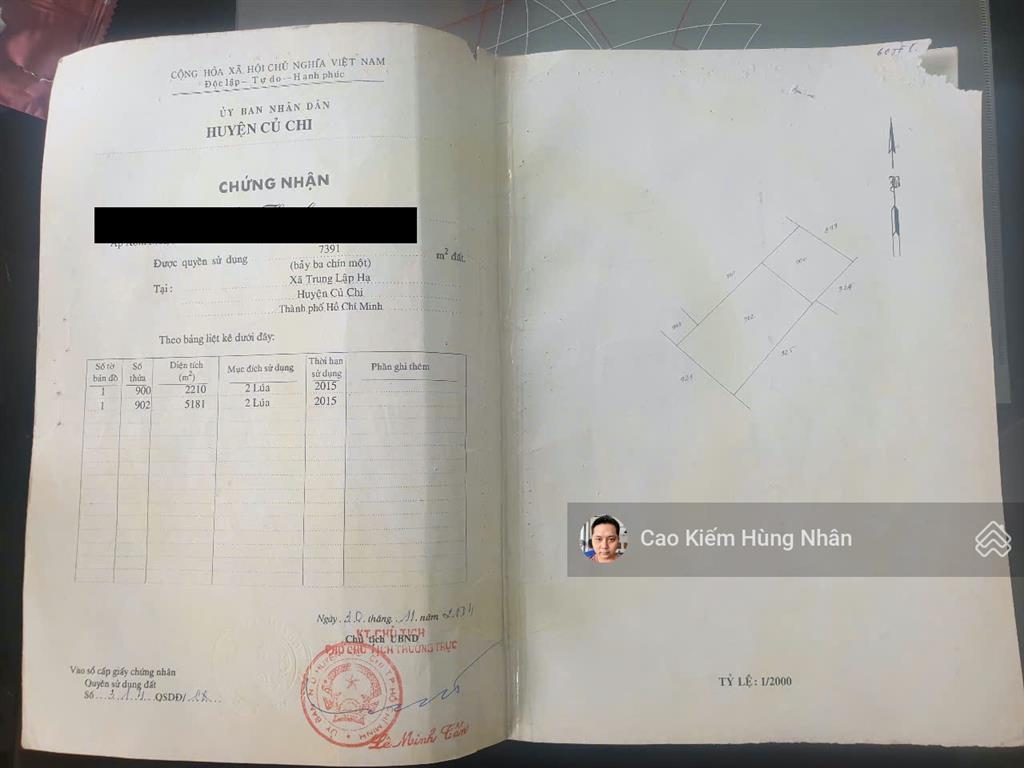 CỘNG HÒA XÃ HỘI CHỦ NGHĨA VIỆT NAM
Độc lập - Tự do - Hạnh phúc
ỦY BAN NHÂN DÂN
HUYỆN CỦ CHI
CHỨNG NHẬN
Được quyền sử dụng 7391 m² đất.
(bảy ba chín một)
Tại : Xã Trung Lập Hạ
Huyện Củ Chi
Thành phố Hồ Chí Minh
Theo bảng liệt kê dưới đây:
Số tờ bản đồ Số thửa Diện tích (m²) Mục đích sử dụng Thời hạn sử dụng Phần ghi thêm
1 900 2210 2 Lúa 2015
1 902 5181 2 Lúa 2015
Ngày 30 tháng 11 năm
KT CHỦ TỊCH
Chủ tịch UBND
PHÓ CHỦ TỊCH THƯỜNG TRỰC
Lê Minh Tấn
Vào sổ cấp giấy chứng nhận
Quyền sử dụng đất
Số QSDĐ/
899
900
902
925
TỶ LỆ : 1/2000
Cao Kiếm Hùng Nhân